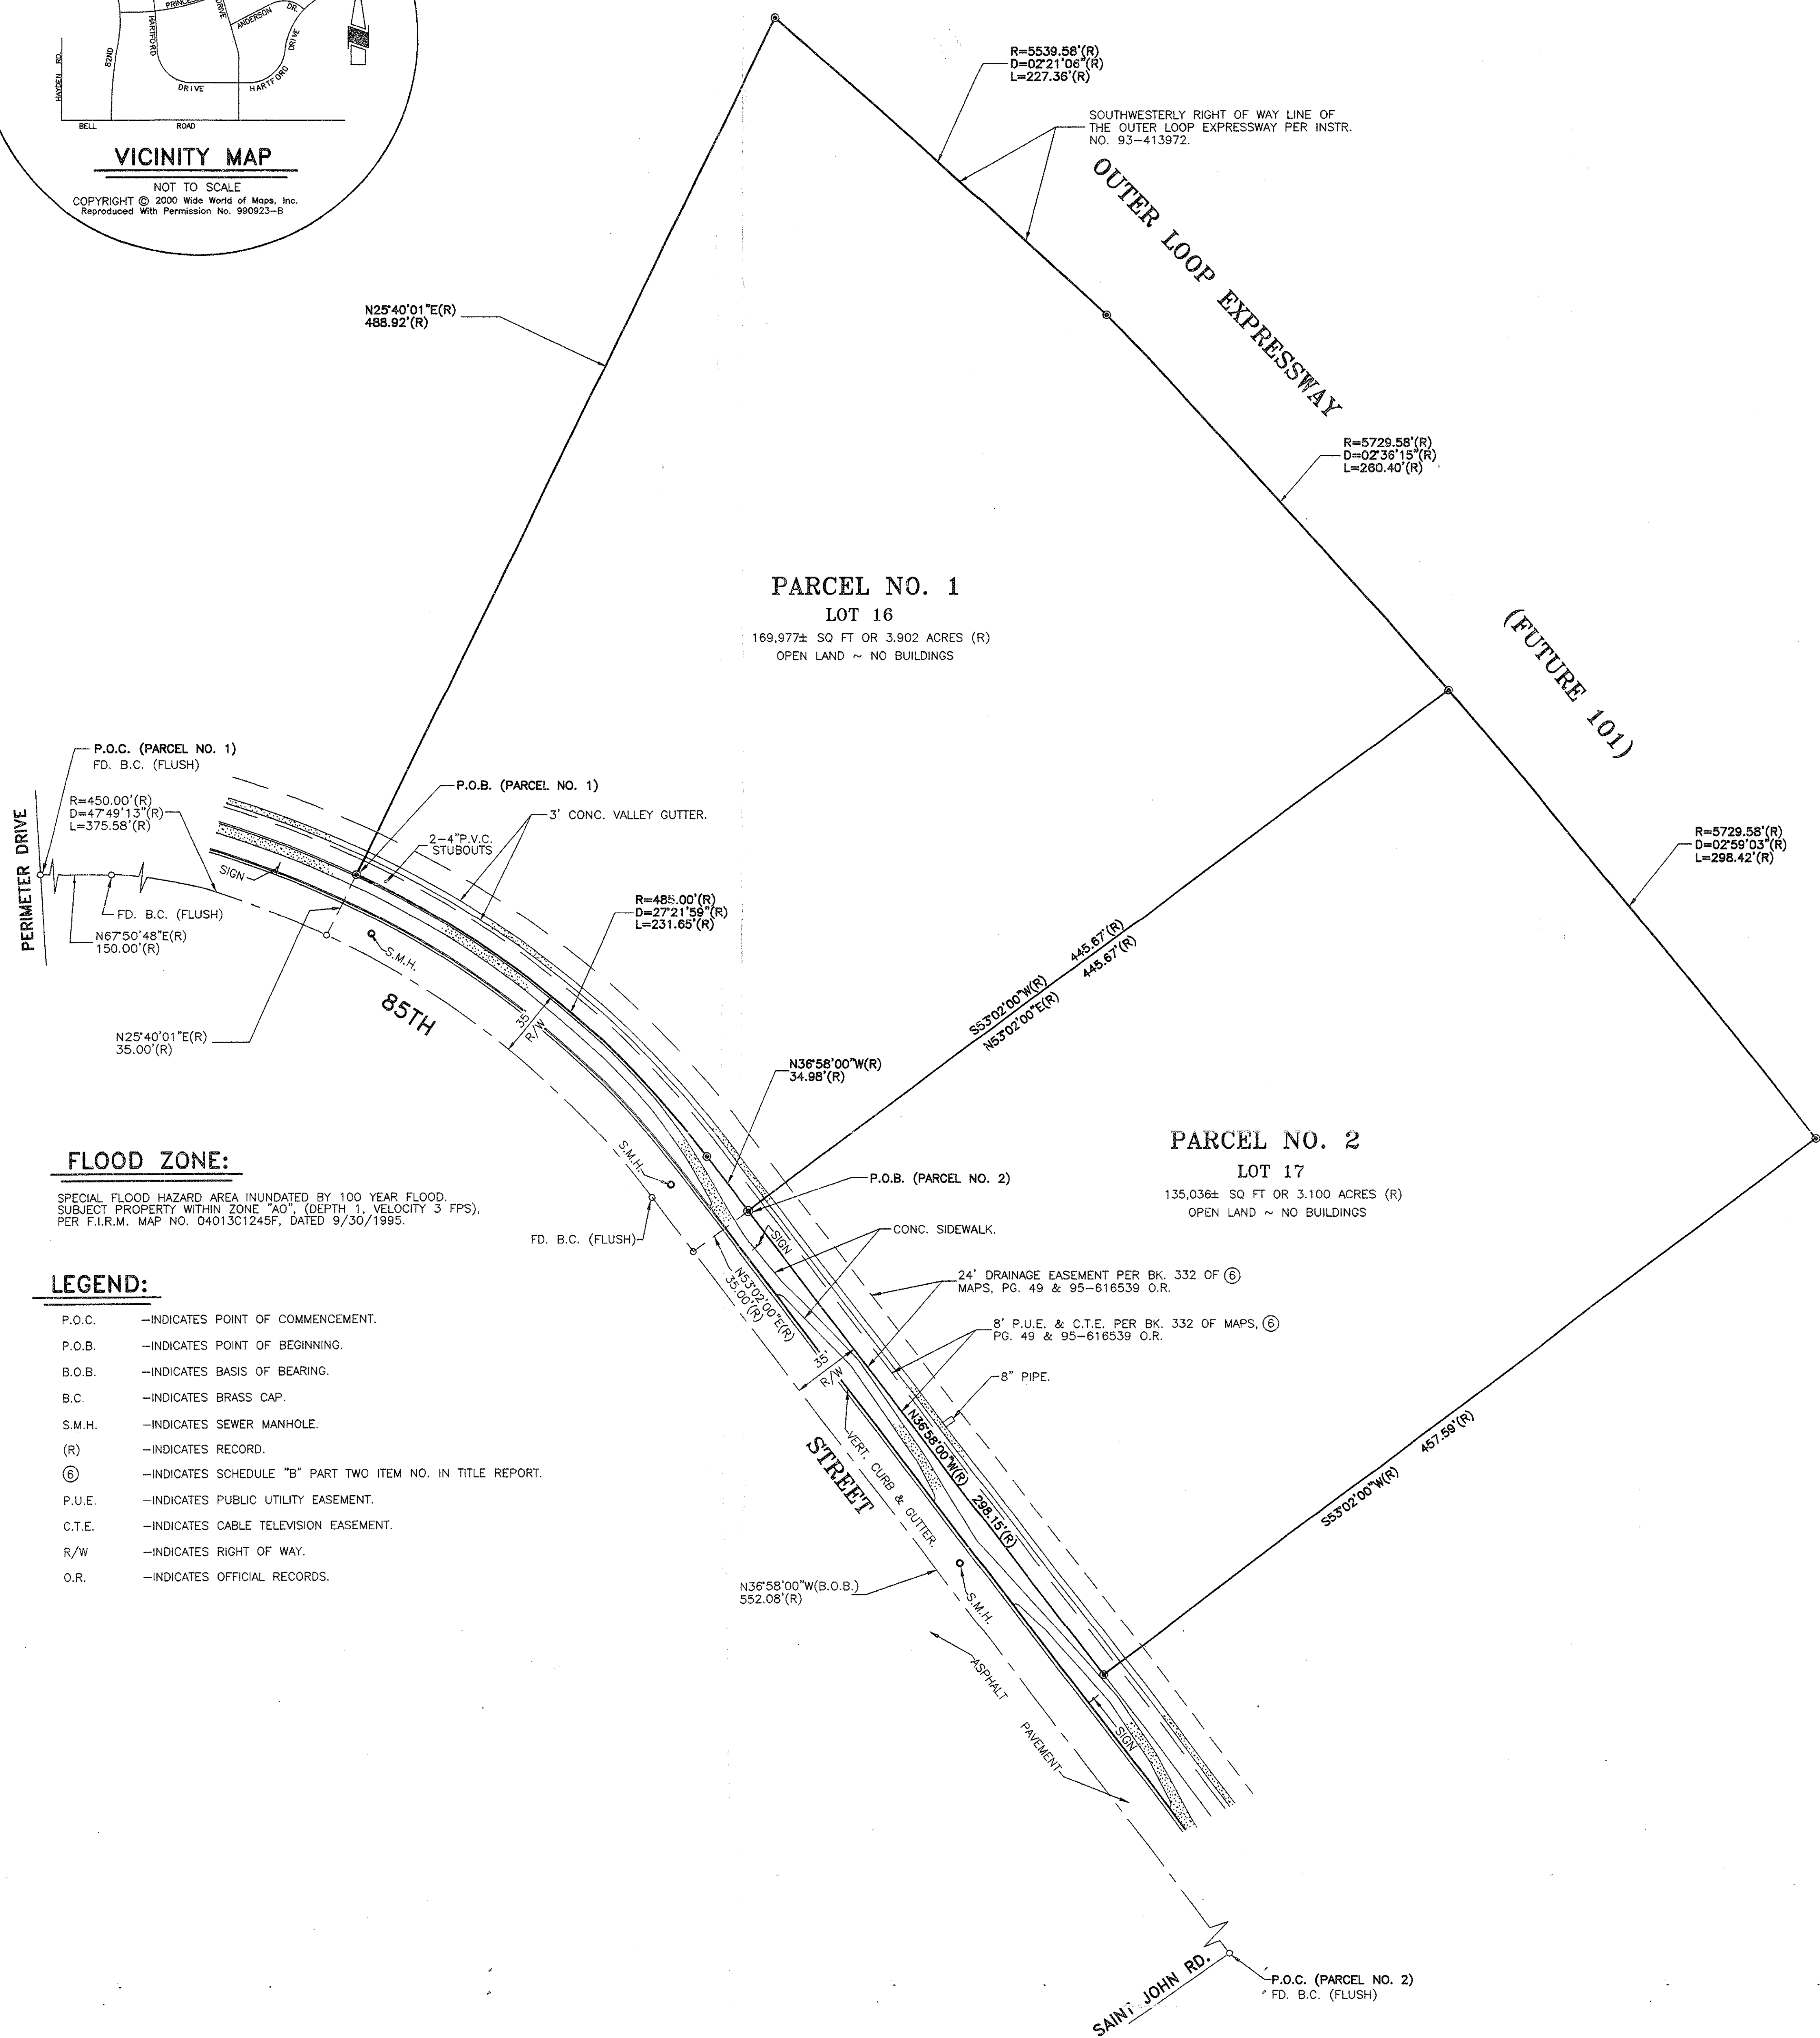 PRINCESS
DRIVE
ANDERSON DR.
HARTFORD
82ND
HAYDEN RD.
DRIVE
HARTFORD
DRIVE
BELL ROAD
VICINITY MAP
NOT TO SCALE
COPYRIGHT © 2000 Wide World of Maps, Inc.
Reproduced With Permission No. 990923-B
R=5539.58'(R)
D=02°21'06"(R)
L=227.36'(R)
SOUTHWESTERLY RIGHT OF WAY LINE OF
THE OUTER LOOP EXPRESSWAY PER INSTR.
NO. 93-413972.
OUTER LOOP EXPRESSWAY
N25°40'01"E(R)
488.92'(R)
R=5729.58'(R)
D=02°36'15"(R)
L=260.40'(R)
PARCEL NO. 1
LOT 16
169,977± SQ FT OR 3.902 ACRES (R)
OPEN LAND ~ NO BUILDINGS
(FUTURE 101)
P.O.C. (PARCEL NO. 1)
FD. B.C. (FLUSH)
R=450.00'(R)
D=47°49'13"(R)
L=375.58'(R)
PERIMETER DRIVE
P.O.B. (PARCEL NO. 1)
3' CONC. VALLEY GUTTER.
2-4"P.V.C.
STUBOUTS
SIGN
FD. B.C. (FLUSH)
N67°50'48"E(R)
150.00'(R)
R=485.00'(R)
D=27°21'59"(R)
L=231.65'(R)
R=5729.58'(R)
D=02°59'03"(R)
L=298.42'(R)
S.M.H.
85TH
35'
R/W
N25°40'01"E(R)
35.00'(R)
S53°02'00"W(R) 445.67'(R)
N53°02'00"E(R) 445.67'(R)
N36°58'00"W(R)
34.98'(R)
PARCEL NO. 2
LOT 17
135,036± SQ FT OR 3.100 ACRES (R)
OPEN LAND ~ NO BUILDINGS
S.M.H.
P.O.B. (PARCEL NO. 2)
FLOOD ZONE:
SPECIAL FLOOD HAZARD AREA INUNDATED BY 100 YEAR FLOOD.
SUBJECT PROPERTY WITHIN ZONE "AO", (DEPTH 1, VELOCITY 3 FPS),
PER F.I.R.M. MAP NO. 04013C1245F, DATED 9/30/1995.
FD. B.C. (FLUSH)
SIGN
CONC. SIDEWALK.
N53°02'00"E(R)
35.00'(R)
24' DRAINAGE EASEMENT PER BK. 332 OF ⑥
MAPS, PG. 49 & 95-616539 O.R.
8' P.U.E. & C.T.E. PER BK. 332 OF MAPS, ⑥
PG. 49 & 95-616539 O.R.
35'
R/W
8" PIPE.
LEGEND:
P.O.C. -INDICATES POINT OF COMMENCEMENT.
P.O.B. -INDICATES POINT OF BEGINNING.
B.O.B. -INDICATES BASIS OF BEARING.
B.C. -INDICATES BRASS CAP.
S.M.H. -INDICATES SEWER MANHOLE.
(R) -INDICATES RECORD.
⑥ -INDICATES SCHEDULE "B" PART TWO ITEM NO. IN TITLE REPORT.
P.U.E. -INDICATES PUBLIC UTILITY EASEMENT.
C.T.E. -INDICATES CABLE TELEVISION EASEMENT.
R/W -INDICATES RIGHT OF WAY.
O.R. -INDICATES OFFICIAL RECORDS.
N36°58'00"W(R) 298.15'(R)
STREET
VERT. CURB & GUTTER.
S53°02'00"W(R) 457.59'(R)
N36°58'00"W(B.O.B.)
552.08'(R)
S.M.H.
ASPHALT PAVEMENT
SIGN
SAINT JOHN RD.
P.O.C. (PARCEL NO. 2)
FD. B.C. (FLUSH)